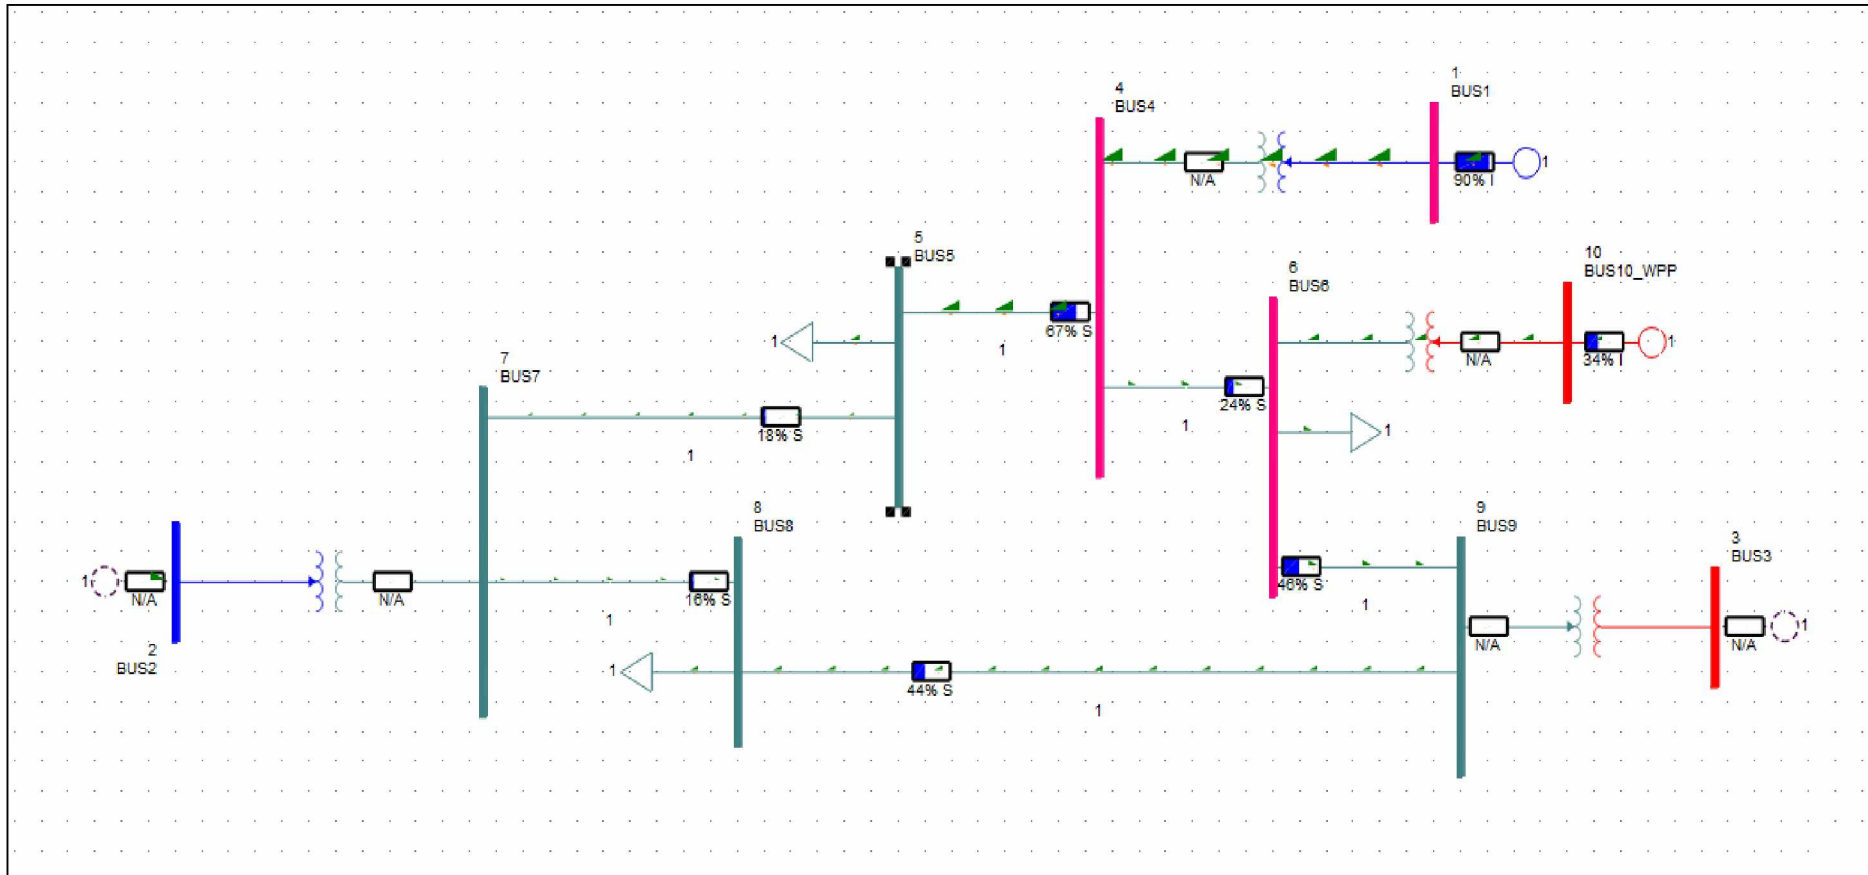 1
BUS1
4
BUS4
N/A
90% I
1
5
BUS5
10
BUS10_WPP
6
BUS6
67% S
1
1
N/A
34% I
1
7
BUS7
24% S
1
1
18% S
1
8
BUS8
9
BUS9
3
BUS3
1
N/A
N/A
16% S
1
46% S
1
N/A
N/A
1
2
BUS2
1
44% S
1